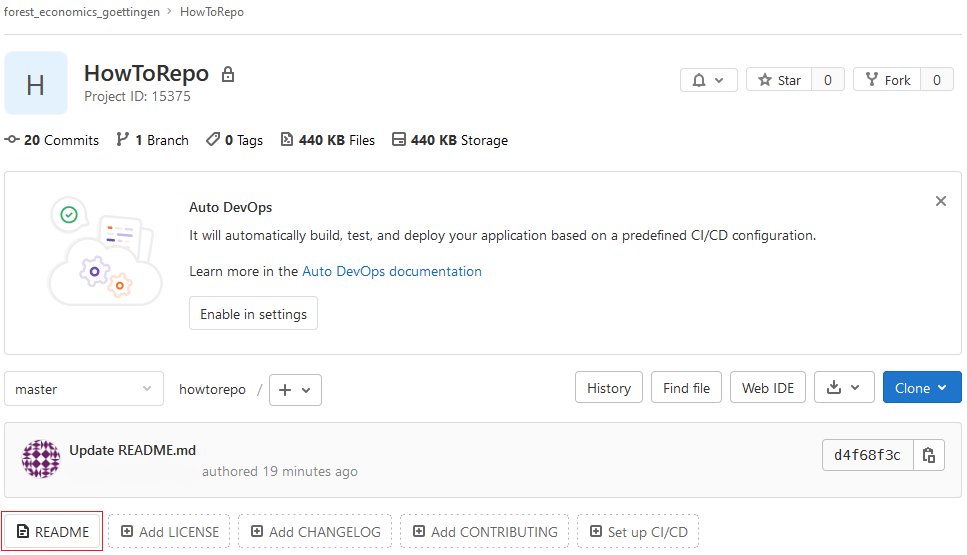 forest_economics_goettingen > HowToRepo
H HowToRepo
Project ID: 15375
Star 0 Fork 0
20 Commits 1 Branch 0 Tags 440 KB Files 440 KB Storage
Auto DevOps
It will automatically build, test, and deploy your application based on a predefined CI/CD configuration.
Learn more in the Auto DevOps documentation
Enable in settings
master howtorepo / + History Find file Web IDE Clone
Update README.md
authored 19 minutes ago
d4f68f3c
README Add LICENSE Add CHANGELOG Add CONTRIBUTING Set up CI/CD